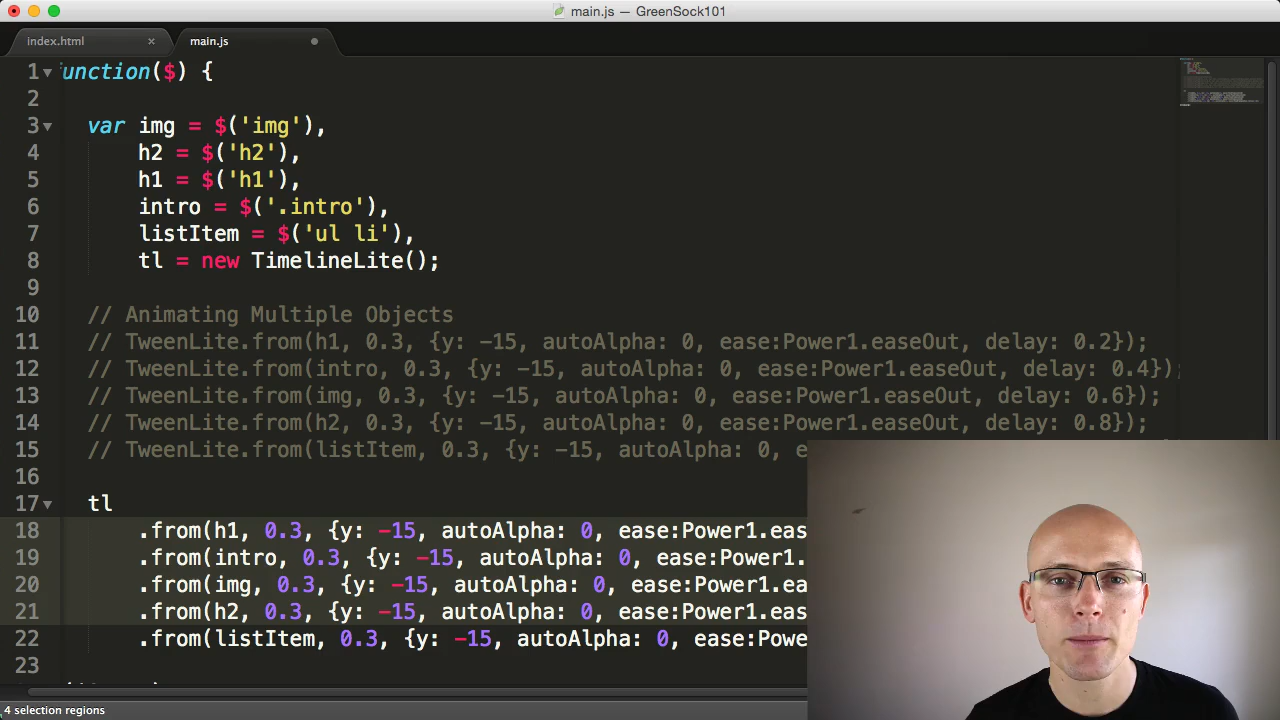 main.js — GreenSock101
index.html
main.js
1 unction($) {
2
3 var img = $('img'),
4 h2 = $('h2'),
5 h1 = $('h1'),
6 intro = $('.intro'),
7 listItem = $('ul li'),
8 tl = new TimelineLite();
9
10 // Animating Multiple Objects
11 // TweenLite.from(h1, 0.3, {y: -15, autoAlpha: 0, ease:Power1.easeOut, delay: 0.2});
12 // TweenLite.from(intro, 0.3, {y: -15, autoAlpha: 0, ease:Power1.easeOut, delay: 0.4});
13 // TweenLite.from(img, 0.3, {y: -15, autoAlpha: 0, ease:Power1.easeOut, delay: 0.6});
14 // TweenLite.from(h2, 0.3, {y: -15, autoAlpha: 0, ease:Power1.easeOut, delay: 0.8});
15 // TweenLite.from(listItem, 0.3, {y: -15, autoAlpha: 0, e
16
17 tl
18 .from(h1, 0.3, {y: -15, autoAlpha: 0, ease:Power1.eas
19 .from(intro, 0.3, {y: -15, autoAlpha: 0, ease:Power1.
20 .from(img, 0.3, {y: -15, autoAlpha: 0, ease:Power1.ea
21 .from(h2, 0.3, {y: -15, autoAlpha: 0, ease:Power1.eas
22 .from(listItem, 0.3, {y: -15, autoAlpha: 0, ease:Powe
23
4 selection regions